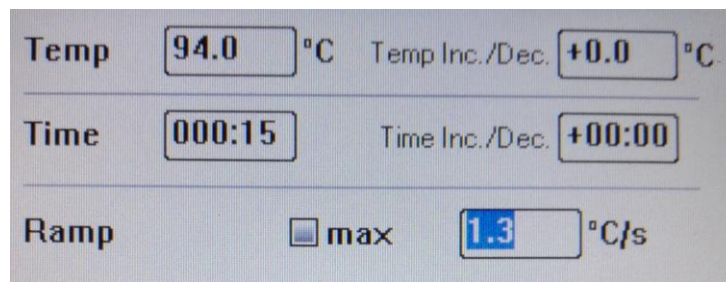 Temp 94.0 °C Temp Inc./Dec. +0.0 °C
Time 000:15 Time Inc./Dec. +00:00
Ramp max 1.3 °C/s